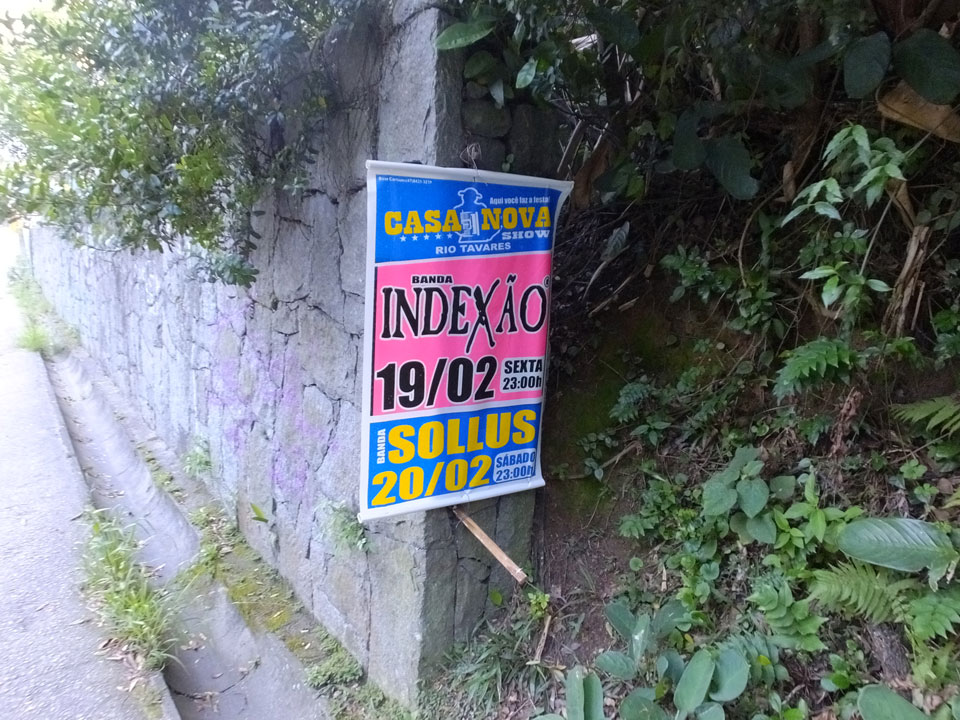 Aqui você faz a festa!
CASA NOVA
SHOW
RIO TAVARES
BANDA
INDEXÃO
19/02 SEXTA
23:00h
BANDA
SOLLUS
20/02 SÁBADO
23:00h